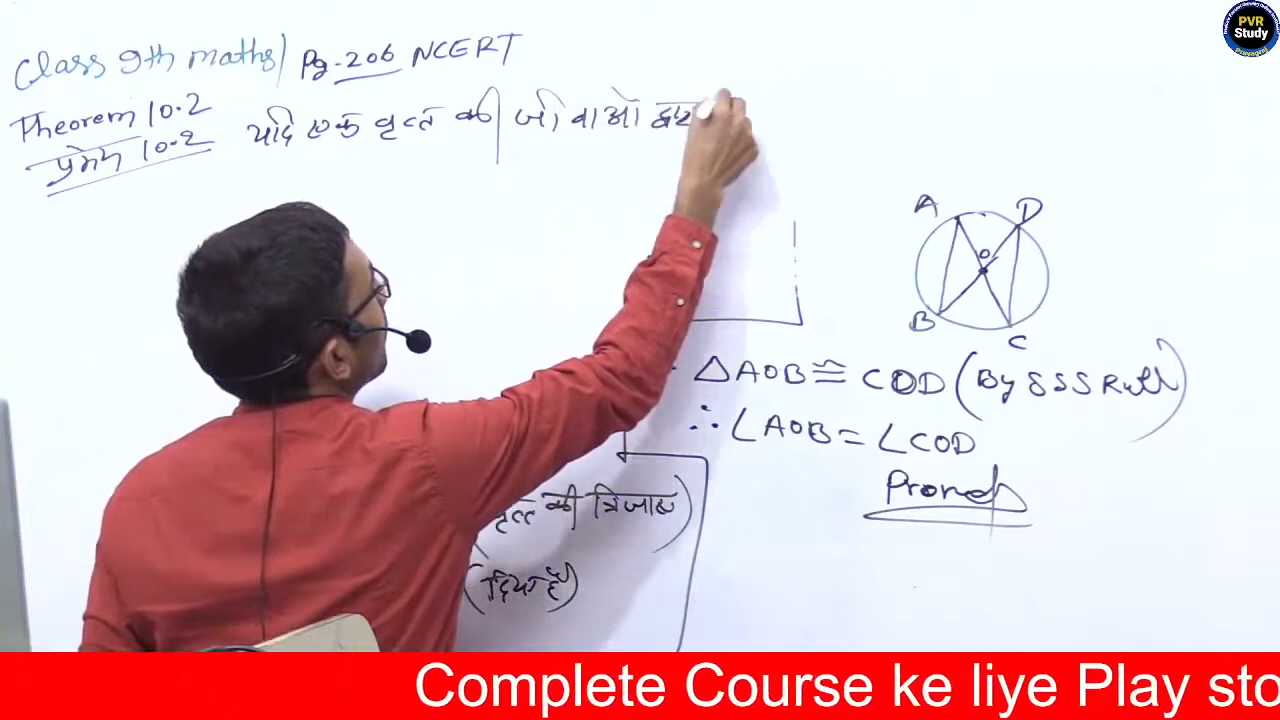 Class 9th maths/ Pg-206 NCERT
Theorem 10.2
प्रमेय 10.2
यदि एक वृत्त की जीवाओं द्वारा
A
D
O
B
C
△AOB ≅ COD (By SSS Rule)
∴ ∠AOB = ∠COD
Proved
वृत्त की त्रिज्याएं)
(दिया है)
PVR
Study
Prayagraj
Complete Course ke liye Play sto